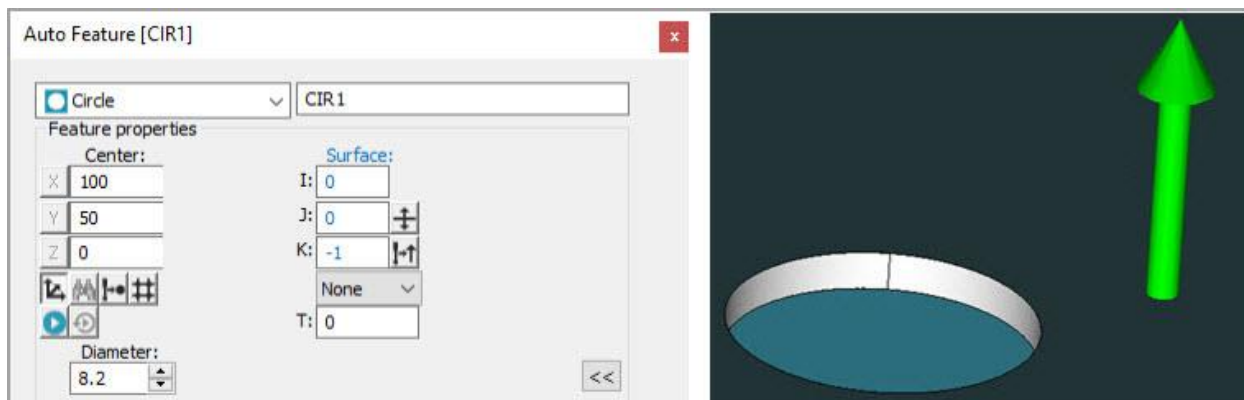 Auto Feature [CIR1]
x
Circle
CIR1
Feature properties
Center:
Surface:
X 100
I: 0
Y 50
J: 0
Z 0
K: -1
None
T: 0
Diameter:
8.2
<<